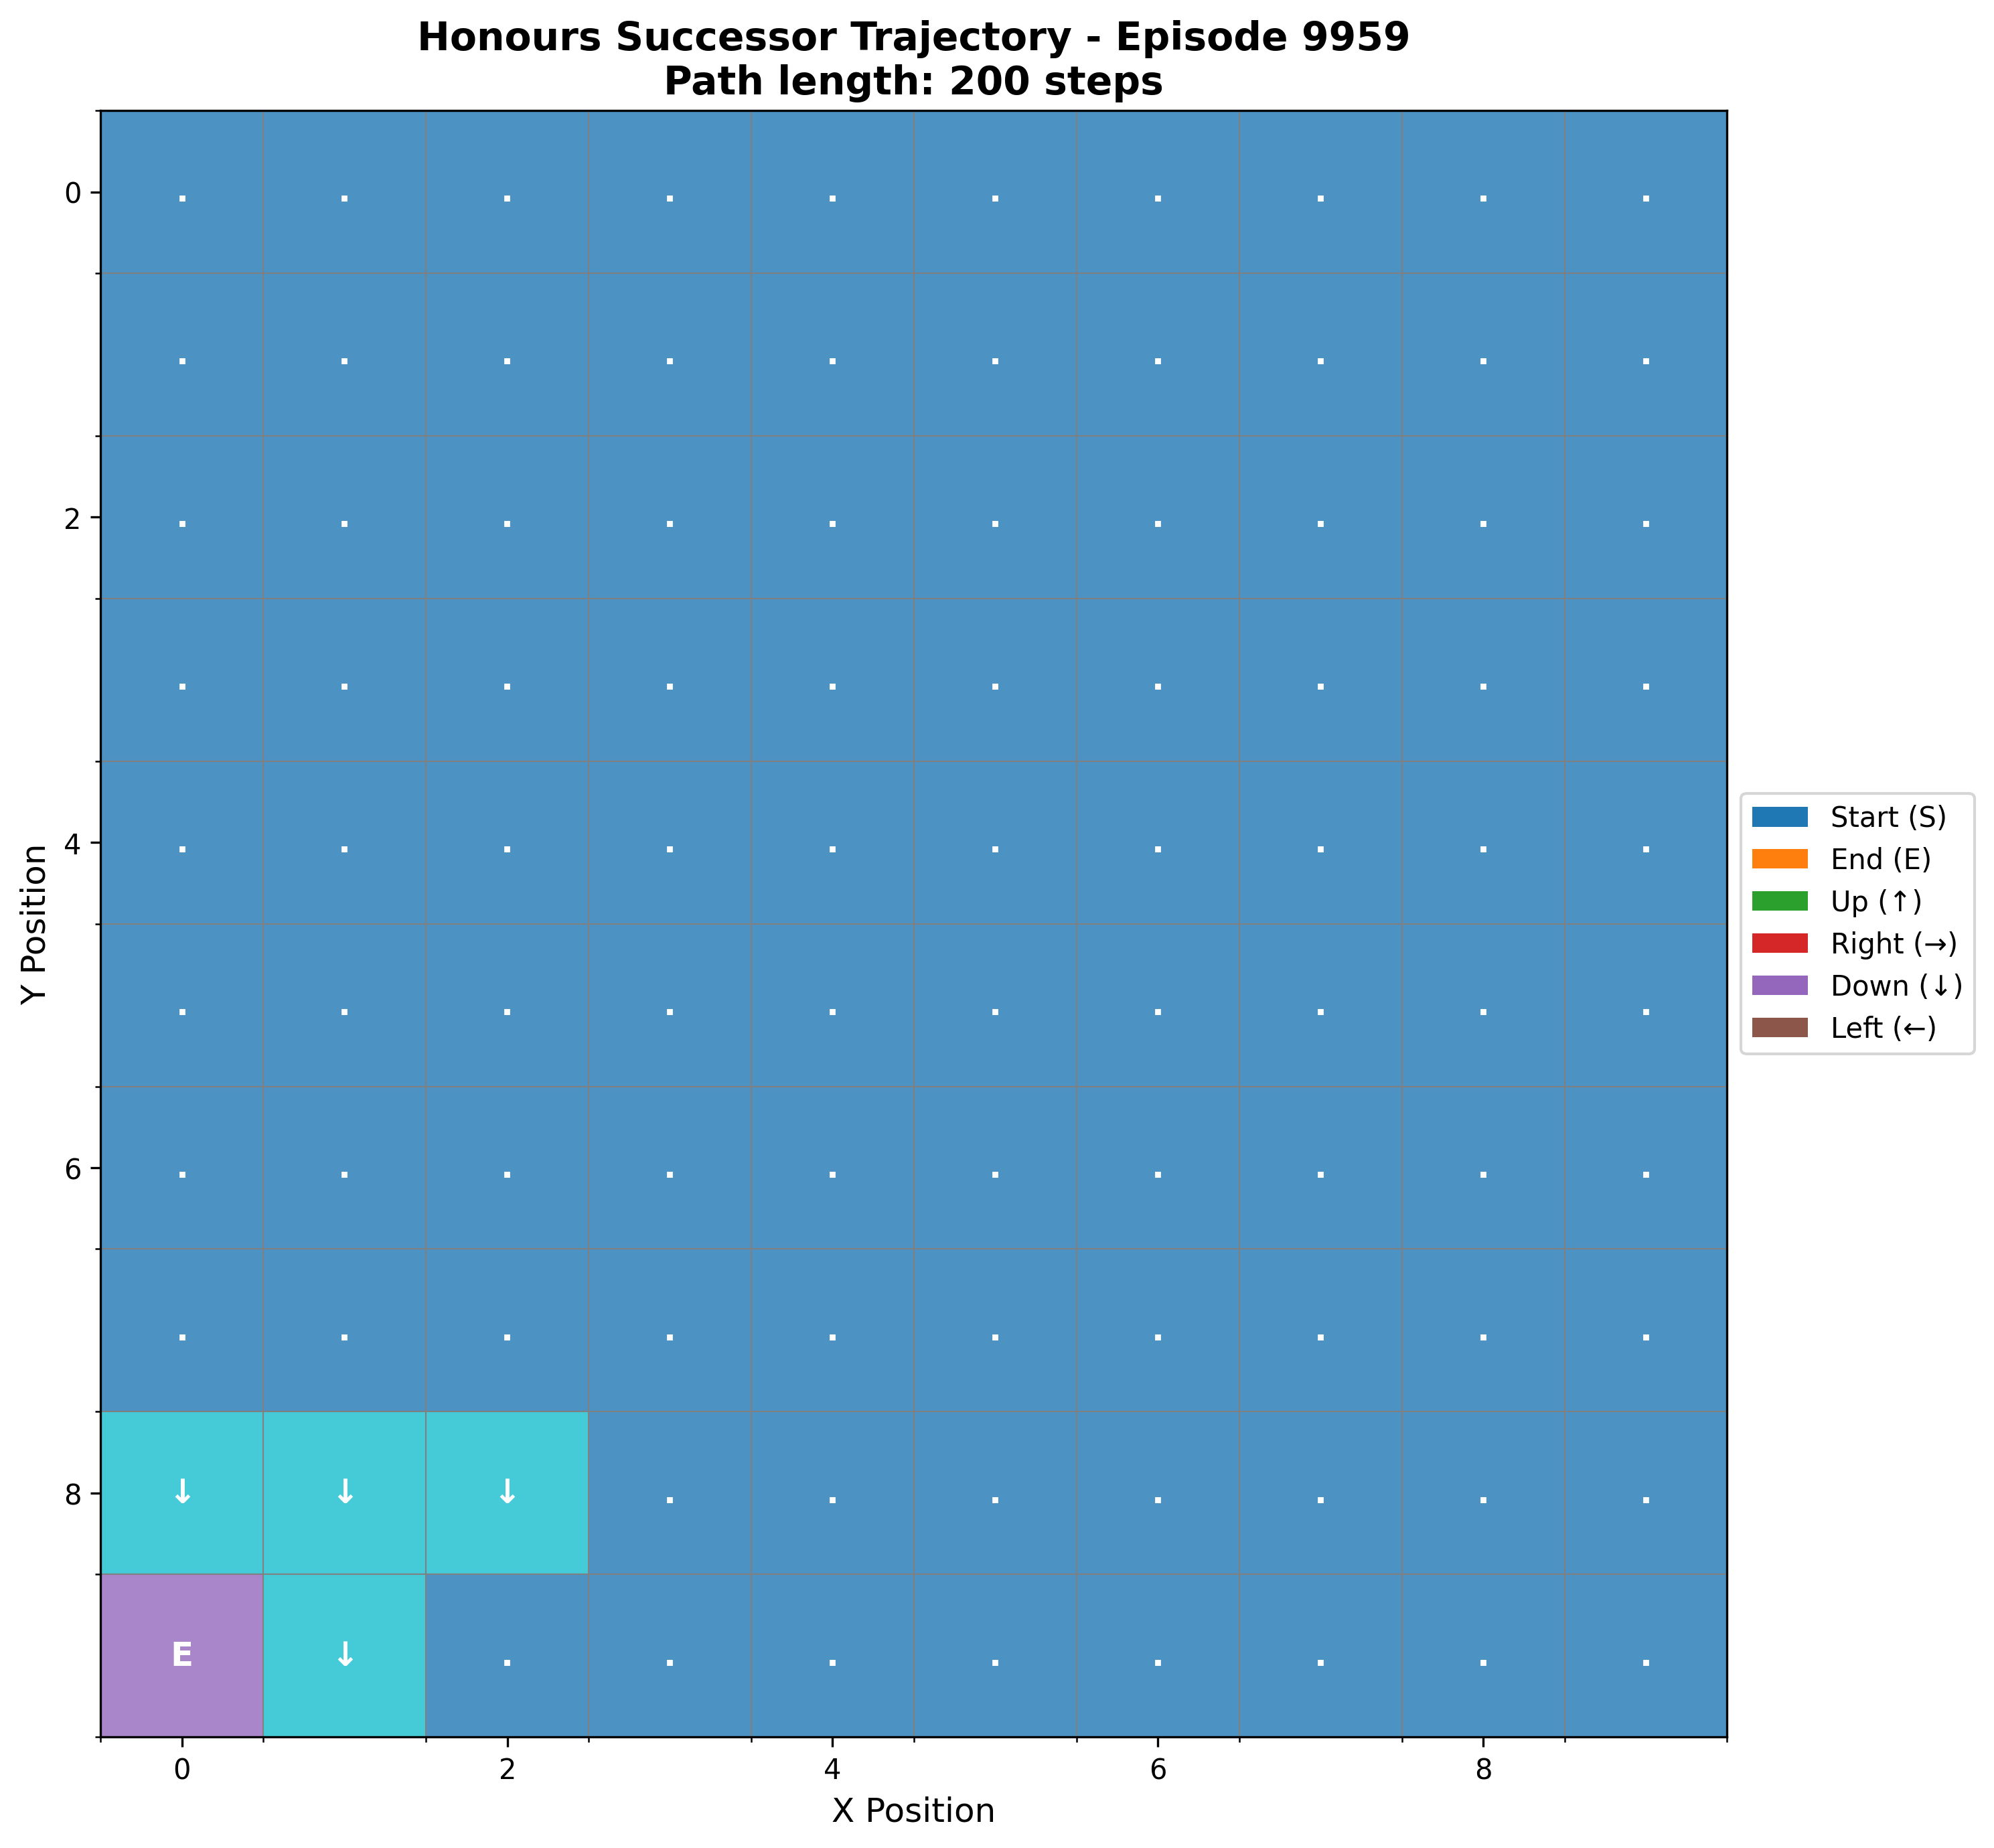 Honours Successor Trajectory - Episode 9959
Path length: 200 steps
0
. . . . . . . . . .
. . . . . . . . . .
2
. . . . . . . . . .
. . . . . . . . . .
4
. . . . . . . . . .
. . . . . . . . . .
6
. . . . . . . . . .
. . . . . . . . . .
8
↓ ↓ ↓ . . . . . . .
E ↓ . . . . . . . .
0 2 4 6 8
X Position
Y Position
Start (S)
End (E)
Up (↑)
Right (→)
Down (↓)
Left (←)